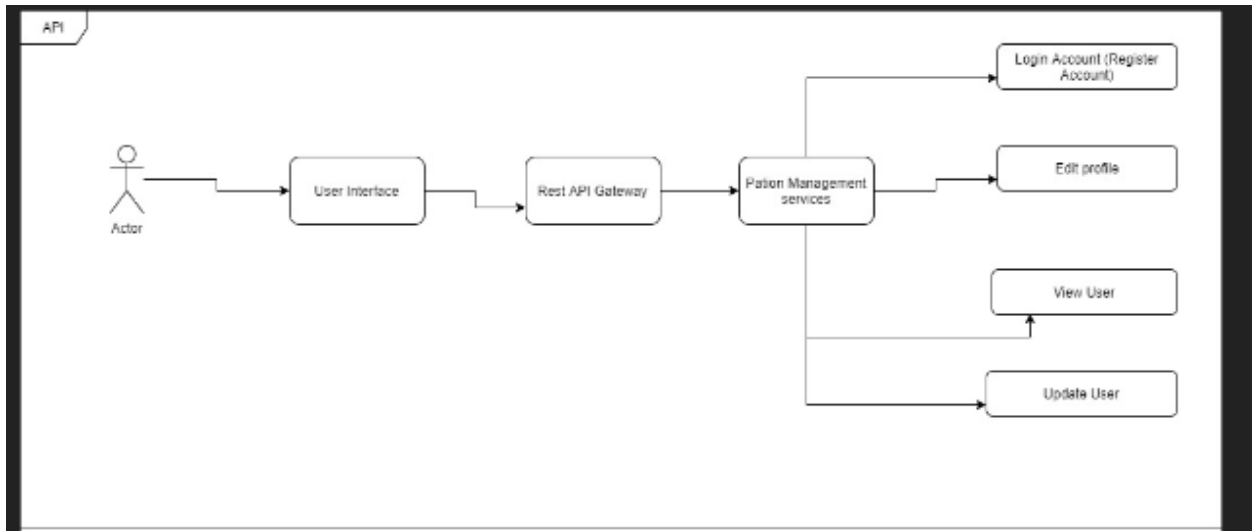 API
Login Account (Register
Account)
Edit profile
User Interface
Rest API Gateway
Pation Management
services
Actor
View User
Update User